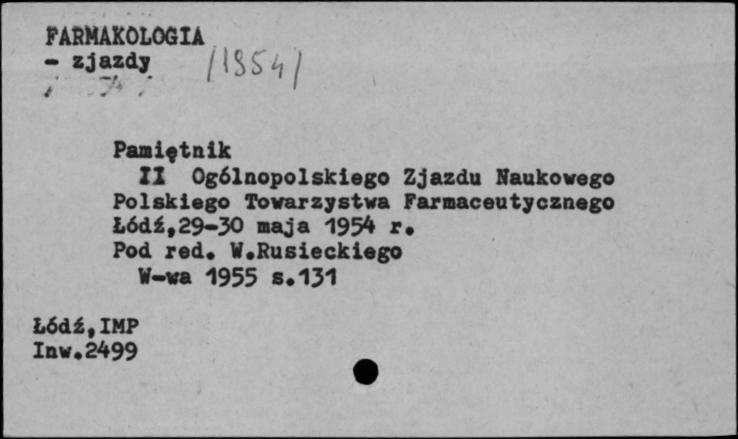 FARMAKOLOGIA
- zjazdy /1954/
Pamiętnik
II Ogólnopolskiego Zjazdu Naukowego
Polskiego Towarzystwa Farmaceutycznego
Łódź,29-30 maja 1954 r.
Pod red. W.Rusieckiego
W-wa 1955 s.131
Łódź,IMP
Inw.2499